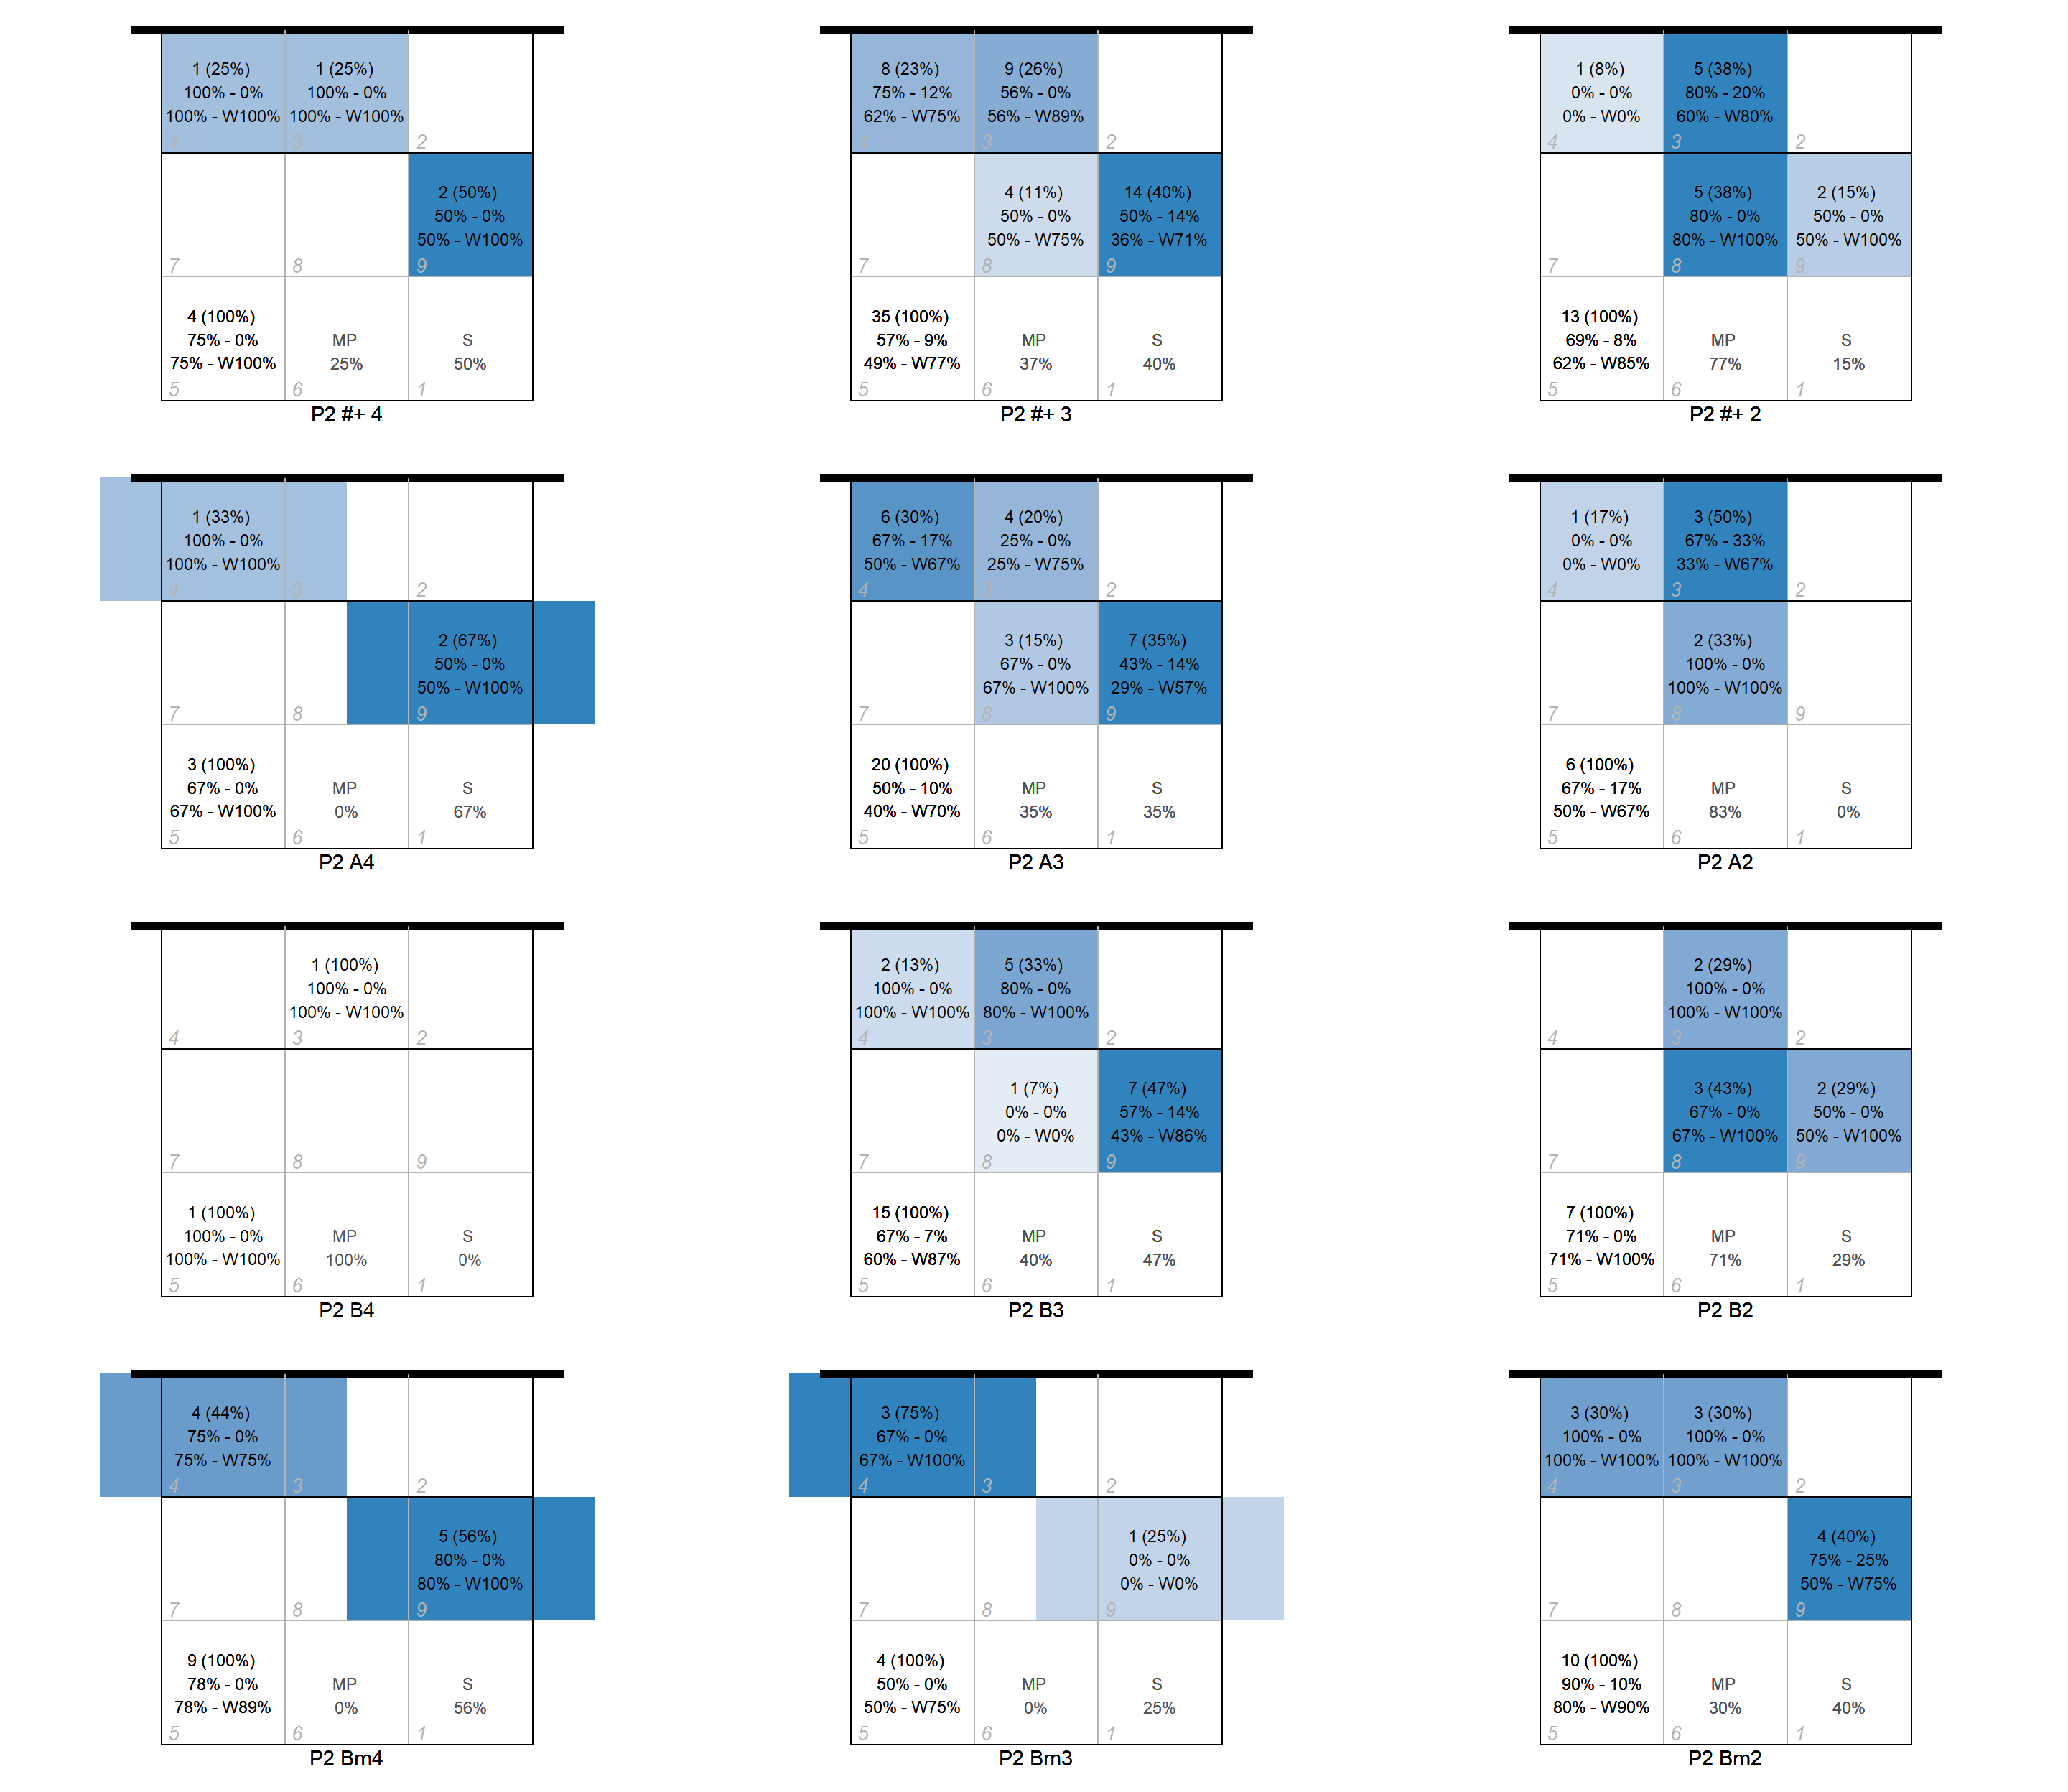 1 (25%)
100% - 0%
100% - W100%
4
1 (25%)
100% - 0%
100% - W100%
3
2
7
8
2 (50%)
50% - 0%
50% - W100%
9
4 (100%)
75% - 0%
75% - W100%
5
MP
25%
6
S
50%
1
P2 #+ 4
8 (23%)
75% - 12%
62% - W75%
4
9 (26%)
56% - 0%
56% - W89%
3
2
7
4 (11%)
50% - 0%
50% - W75%
8
14 (40%)
50% - 14%
36% - W71%
9
35 (100%)
57% - 9%
49% - W77%
5
MP
37%
6
S
40%
1
P2 #+ 3
1 (8%)
0% - 0%
0% - W0%
4
5 (38%)
80% - 20%
60% - W80%
3
2
7
5 (38%)
80% - 0%
80% - W100%
8
2 (15%)
50% - 0%
50% - W100%
9
13 (100%)
69% - 8%
62% - W85%
5
MP
77%
6
S
15%
1
P2 #+ 2
1 (33%)
100% - 0%
100% - W100%
4
3
2
7
8
2 (67%)
50% - 0%
50% - W100%
9
3 (100%)
67% - 0%
67% - W100%
5
MP
0%
6
S
67%
1
P2 A4
6 (30%)
67% - 17%
50% - W67%
4
4 (20%)
25% - 0%
25% - W75%
3
2
7
3 (15%)
67% - 0%
67% - W100%
8
7 (35%)
43% - 14%
29% - W57%
9
20 (100%)
50% - 10%
40% - W70%
5
MP
35%
6
S
35%
1
P2 A3
1 (17%)
0% - 0%
0% - W0%
4
3 (50%)
67% - 33%
33% - W67%
3
2
7
2 (33%)
100% - 0%
100% - W100%
8
9
6 (100%)
67% - 17%
50% - W67%
5
MP
83%
6
S
0%
1
P2 A2
4
1 (100%)
100% - 0%
100% - W100%
3
2
7
8
9
1 (100%)
100% - 0%
100% - W100%
5
MP
100%
6
S
0%
1
P2 B4
2 (13%)
100% - 0%
100% - W100%
4
5 (33%)
80% - 0%
80% - W100%
3
2
7
1 (7%)
0% - 0%
0% - W0%
8
7 (47%)
57% - 14%
43% - W86%
9
15 (100%)
67% - 7%
60% - W87%
5
MP
40%
6
S
47%
1
P2 B3
4
2 (29%)
100% - 0%
100% - W100%
3
2
7
3 (43%)
67% - 0%
67% - W100%
8
2 (29%)
50% - 0%
50% - W100%
9
7 (100%)
71% - 0%
71% - W100%
5
MP
71%
6
S
29%
1
P2 B2
4 (44%)
75% - 0%
75% - W75%
4
3
2
7
8
5 (56%)
80% - 0%
80% - W100%
9
9 (100%)
78% - 0%
78% - W89%
5
MP
0%
6
S
56%
1
P2 Bm4
3 (75%)
67% - 0%
67% - W100%
4
3
2
7
8
1 (25%)
0% - 0%
0% - W0%
9
4 (100%)
50% - 0%
50% - W75%
5
MP
0%
6
S
25%
1
P2 Bm3
3 (30%)
100% - 0%
100% - W100%
4
3 (30%)
100% - 0%
100% - W100%
3
2
7
8
4 (40%)
75% - 25%
50% - W75%
9
10 (100%)
90% - 10%
80% - W90%
5
MP
30%
6
S
40%
1
P2 Bm2